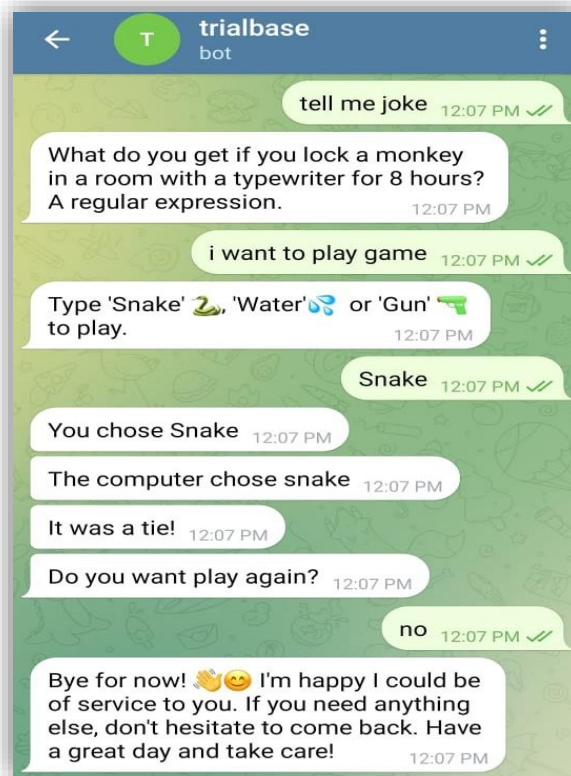 T
trialbase
bot
tell me joke 12:07 PM
What do you get if you lock a monkey
in a room with a typewriter for 8 hours?
A regular expression. 12:07 PM
i want to play game 12:07 PM
Type 'Snake' 🐍, 'Water'💦 or 'Gun' 🔫
to play. 12:07 PM
Snake 12:07 PM
You chose Snake 12:07 PM
The computer chose snake 12:07 PM
It was a tie! 12:07 PM
Do you want play again? 12:07 PM
no 12:07 PM
Bye for now! 👋😊 I'm happy I could be
of service to you. If you need anything
else, don't hesitate to come back. Have
a great day and take care! 12:07 PM